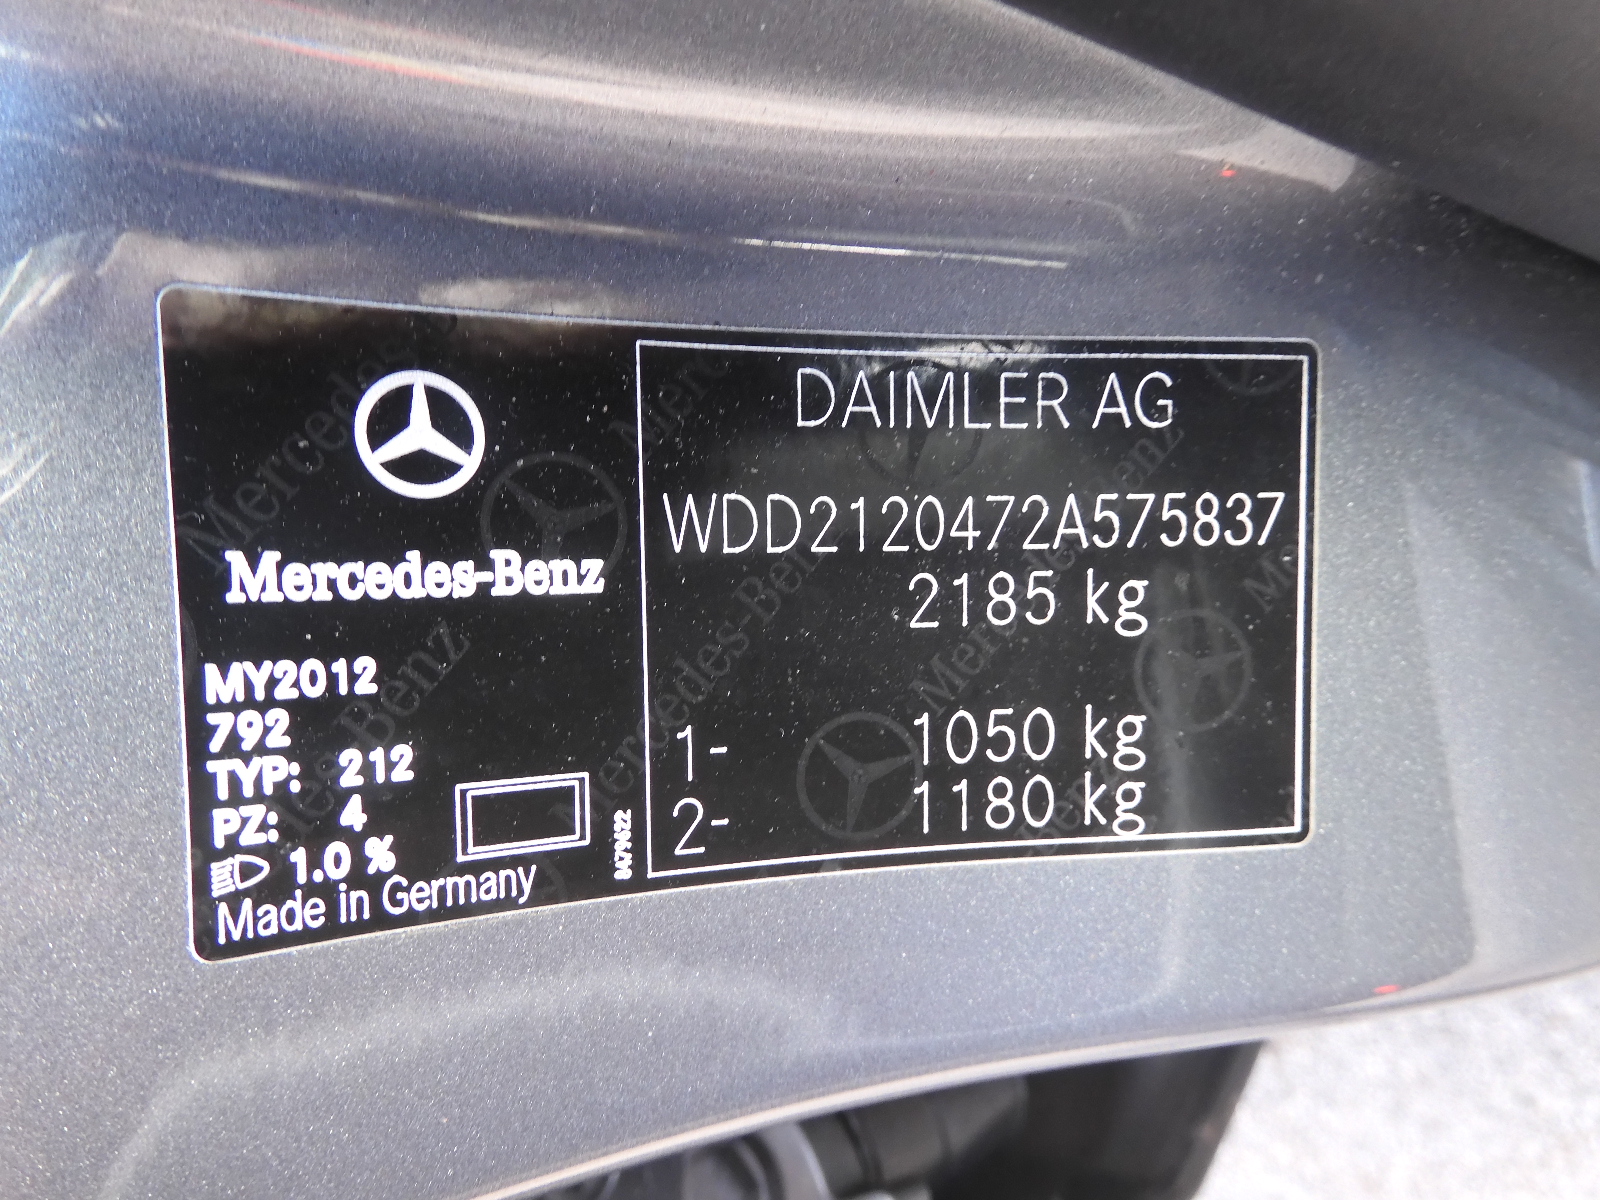 Mercedes-Benz
MY2012
792
TYP: 212
PZ: 4
1.0 %
Made in Germany
8479622
DAIMLER AG
WDD2120472A575837
2185 kg
1- 1050 kg
2- 1180 kg